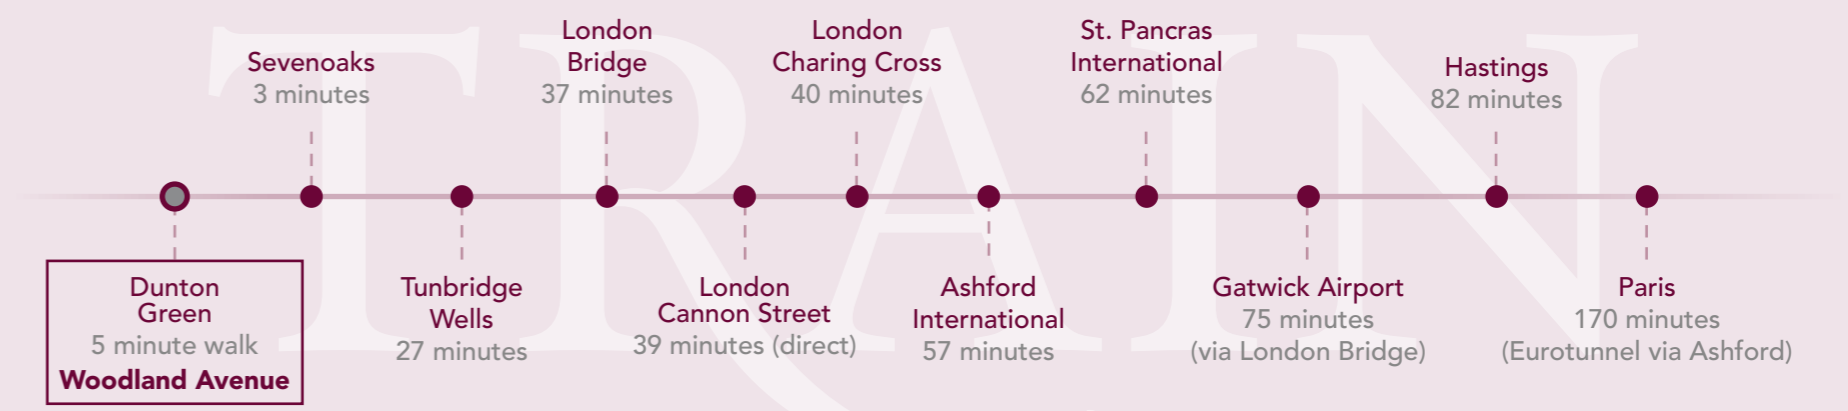 TRAIN
Dunton
Green
5 minute walk
Woodland Avenue
Sevenoaks
3 minutes
Tunbridge
Wells
27 minutes
London
Bridge
37 minutes
London
Cannon Street
39 minutes (direct)
London
Charing Cross
40 minutes
Ashford
International
57 minutes
St. Pancras
International
62 minutes
Gatwick Airport
75 minutes
(via London Bridge)
Hastings
82 minutes
Paris
170 minutes
(Eurotunnel via Ashford)